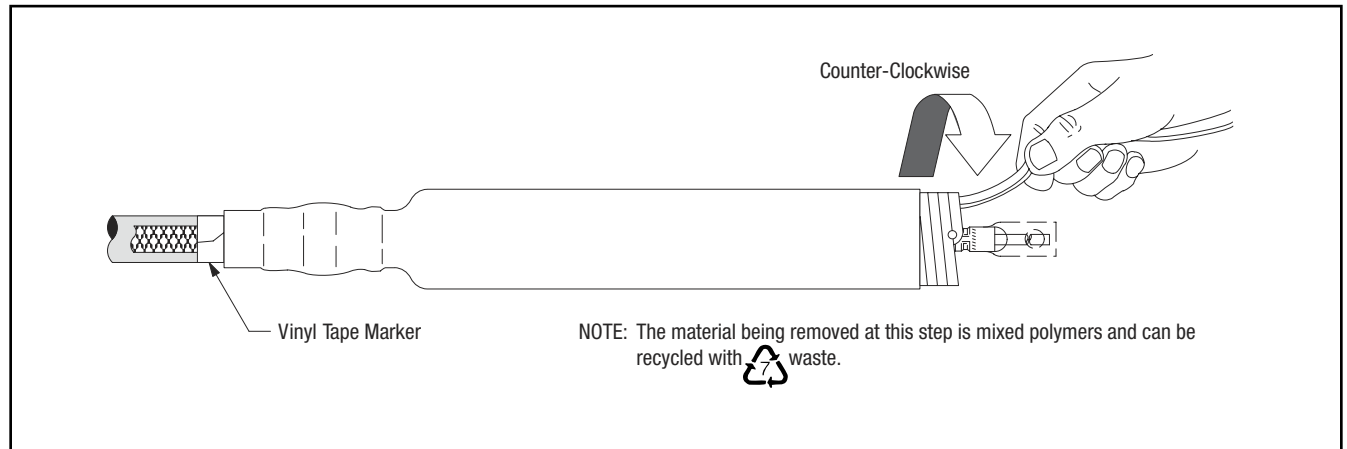 Counter-Clockwise
Vinyl Tape Marker
NOTE: The material being removed at this step is mixed polymers and can be
recycled with 7 waste.